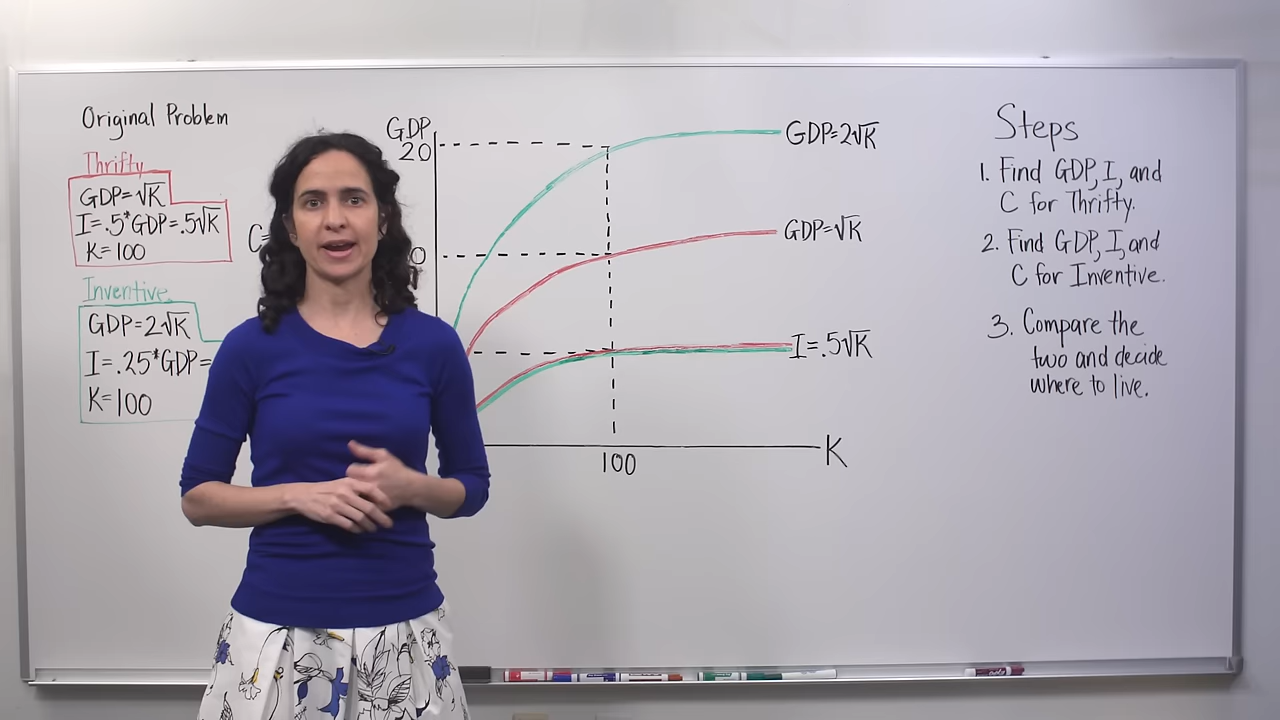 Original Problem
Thrifty
GDP=√K
I=.5*GDP=.5√K
K=100
Inventive
GDP=2√K
I=.25*GDP=
K=100
C=
GDP
20
0
GDP=2√K
GDP=√K
I=.5√K
100
K
Steps
1. Find GDP, I, and
C for Thrifty.
2. Find GDP, I, and
C for Inventive.
3. Compare the
two and decide
where to live.